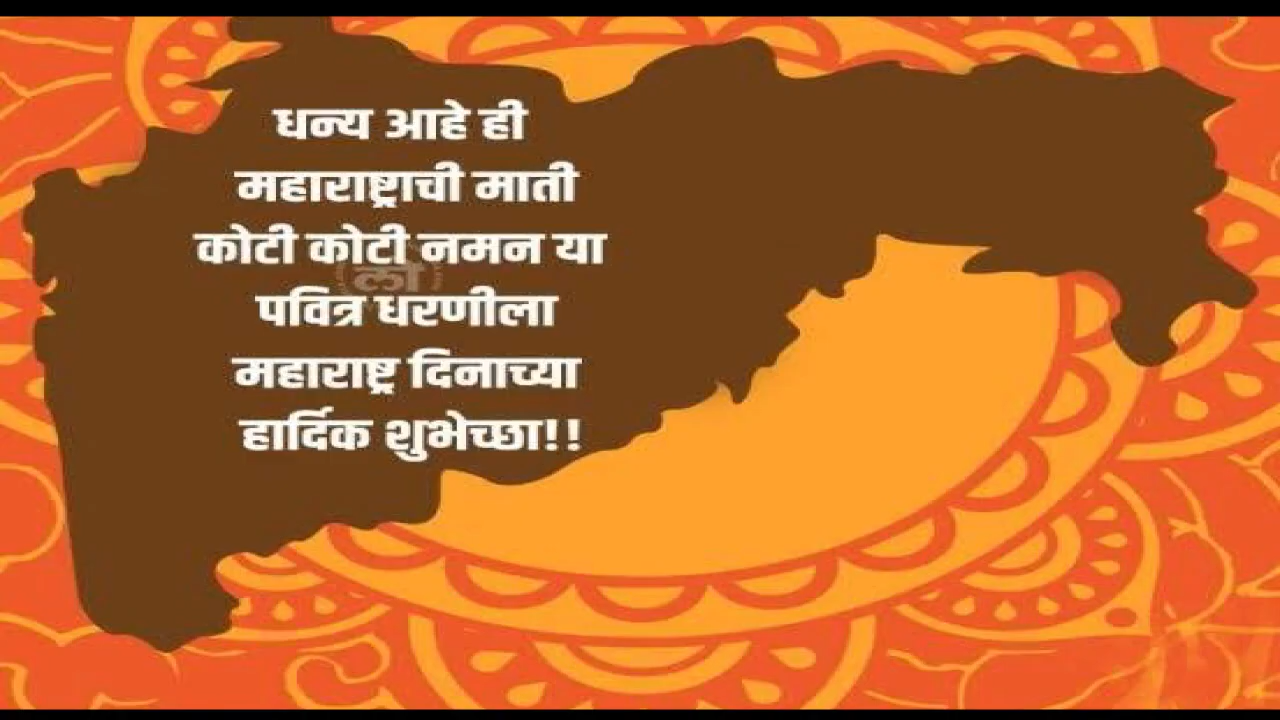 धन्य आहे ही
महाराष्ट्राची माती
कोटी कोटी नमन या
पवित्र धरणीला
महाराष्ट्र दिनाच्या
हार्दिक शुभेच्छा!!